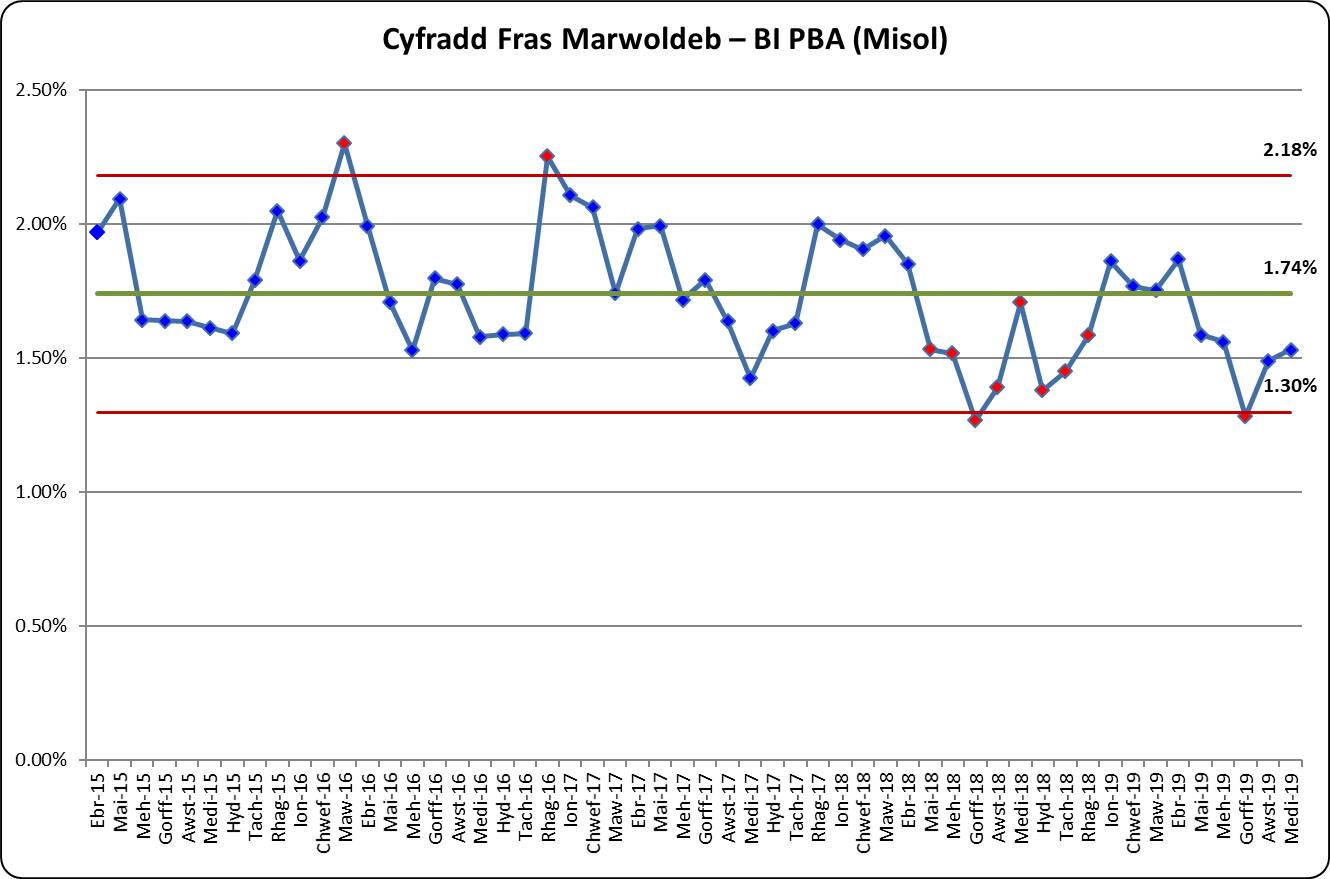 Cyfradd Fras Marwoldeb – BI PBA (Misol)
2.50%
2.18%
2.00%
1.74%
1.50%
1.30%
1.00%
0.50%
0.00%
Ebr-15
Mai-15
Meh-15
Gorff-15
Awst-15
Medi-15
Hyd-15
Tach-15
Rhag-15
Ion-16
Chwef-16
Maw-16
Ebr-16
Mai-16
Meh-16
Gorff-16
Awst-16
Medi-16
Hyd-16
Tach-16
Rhag-16
Ion-17
Chwef-17
Maw-17
Ebr-17
Mai-17
Meh-17
Gorff-17
Awst-17
Medi-17
Hyd-17
Tach-17
Rhag-17
Ion-18
Chwef-18
Maw-18
Ebr-18
Mai-18
Meh-18
Gorff-18
Awst-18
Medi-18
Hyd-18
Tach-18
Rhag-18
Ion-19
Chwef-19
Maw-19
Ebr-19
Mai-19
Meh-19
Gorff-19
Awst-19
Medi-19